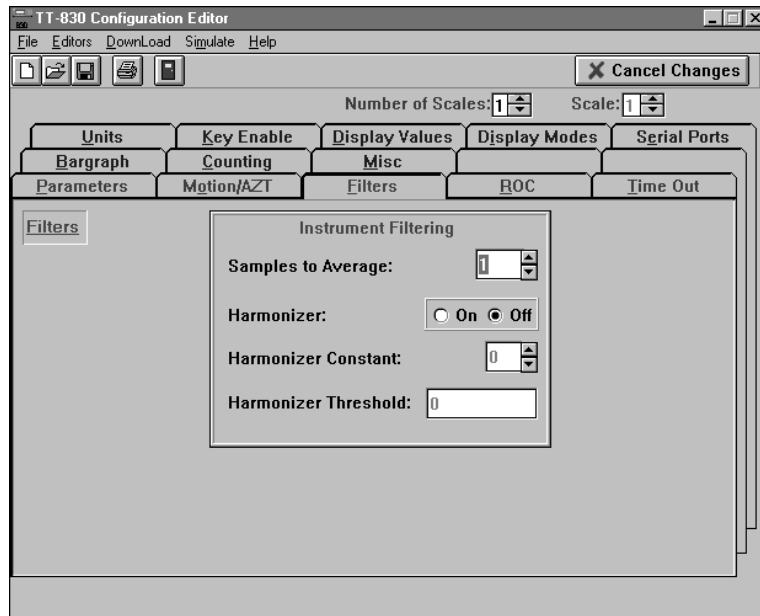 TT-830 Configuration Editor
File Editors DownLoad Simulate Help
Cancel Changes
Number of Scales: 1 Scale: 1
Units Key Enable Display Values Display Modes Serial Ports
Bargraph Counting Misc
Parameters Motion/AZT Filters ROC Time Out
Filters
Instrument Filtering
Samples to Average: 1
Harmonizer: On Off
Harmonizer Constant: 0
Harmonizer Threshold: 0